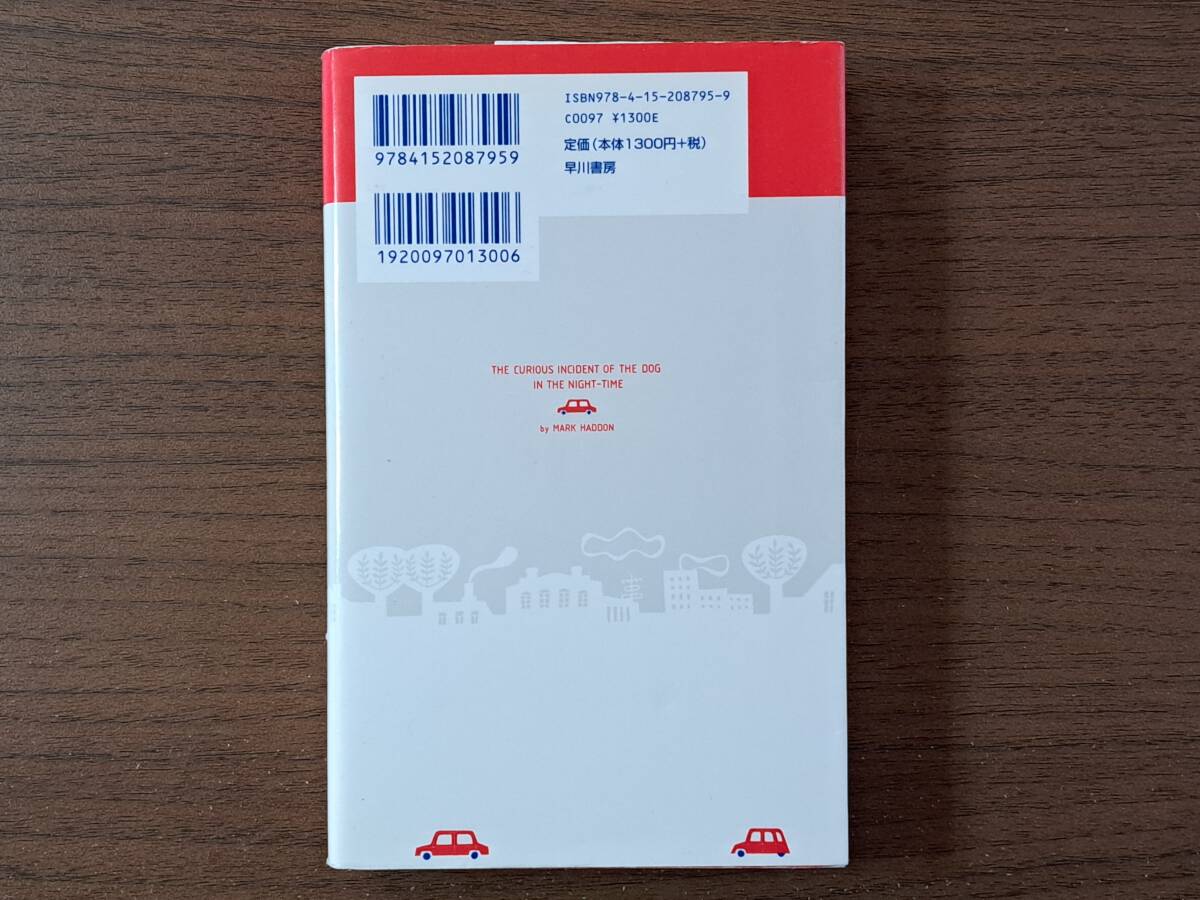 9784152087959
1920097013006
ISBN978-4-15-208795-9
C0097 ¥1300E
定価(本体1300円+税)
早川書房
THE CURIOUS INCIDENT OF THE DOG
IN THE NIGHT-TIME
by MARK HADDON